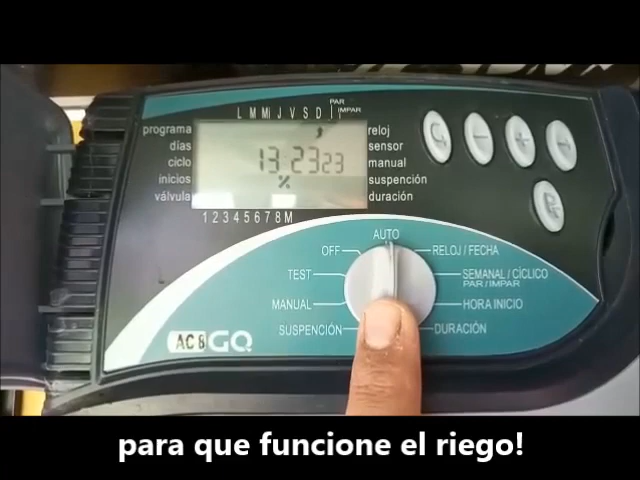 L M Mi J V S D PAR IMPAR
programa
días
ciclo
inicios
válvula
13:23 23
%
reloj
sensor
manual
suspención
duración
1 2 3 4 5 6 7 8 M
AUTO
OFF
RELOJ / FECHA
TEST
SEMANAL / CÍCLICO
PAR / IMPAR
MANUAL
HORA INICIO
SUSPENCIÓN
DURACIÓN
AC 8 GQ
para que funcione el riego!